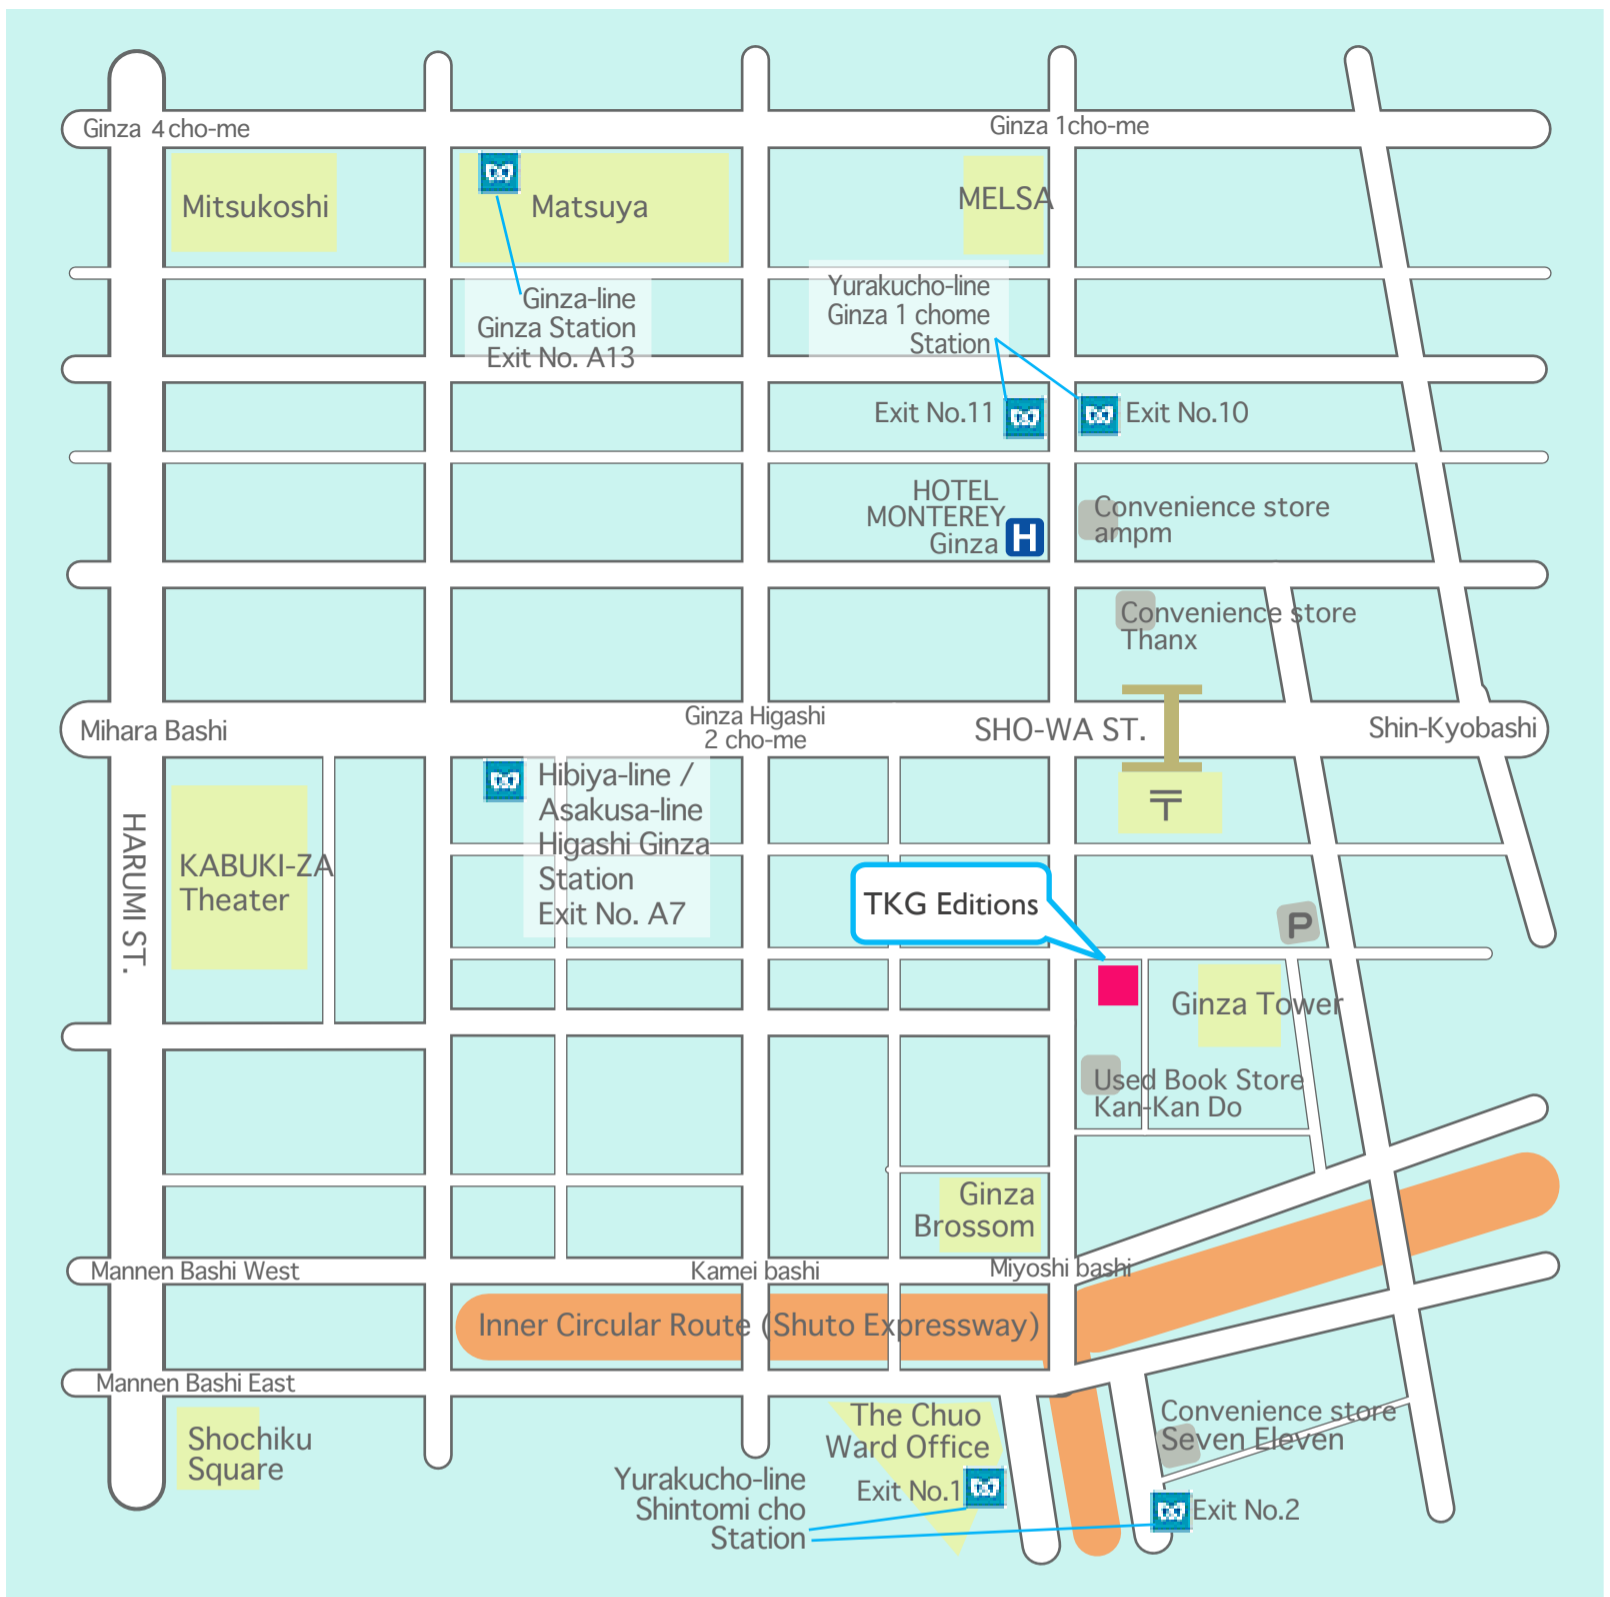 Ginza 4 cho-me
Ginza 1cho-me
Mitsukoshi
Matsuya
MELSA
Ginza-line
Ginza Station
Exit No. A13
Yurakucho-line
Ginza 1 chome
Station
Exit No.11
Exit No.10
HOTEL
MONTEREY
Ginza
H
Convenience store
ampm
Convenience store
Thanx
Mihara Bashi
Ginza Higashi
2 cho-me
SHO-WA ST.
Shin-Kyobashi
〒
HARUMI ST.
KABUKI-ZA
Theater
Hibiya-line /
Asakusa-line
Higashi Ginza
Station
Exit No. A7
TKG Editions
P
Ginza Tower
Used Book Store
Kan-Kan Do
Ginza
Brossom
Mannen Bashi West
Kamei bashi
Miyoshi bashi
Inner Circular Route (Shuto Expressway)
Mannen Bashi East
Shochiku
Square
The Chuo
Ward Office
Exit No.1
Yurakucho-line
Shintomi cho
Station
Convenience store
Seven Eleven
Exit No.2